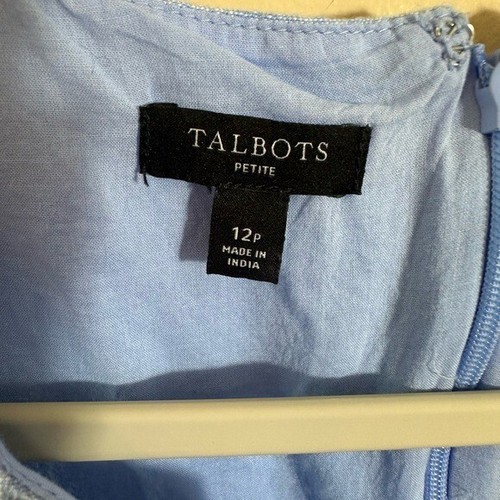 TALBOTS
PETITE
12P
MADE IN
INDIA